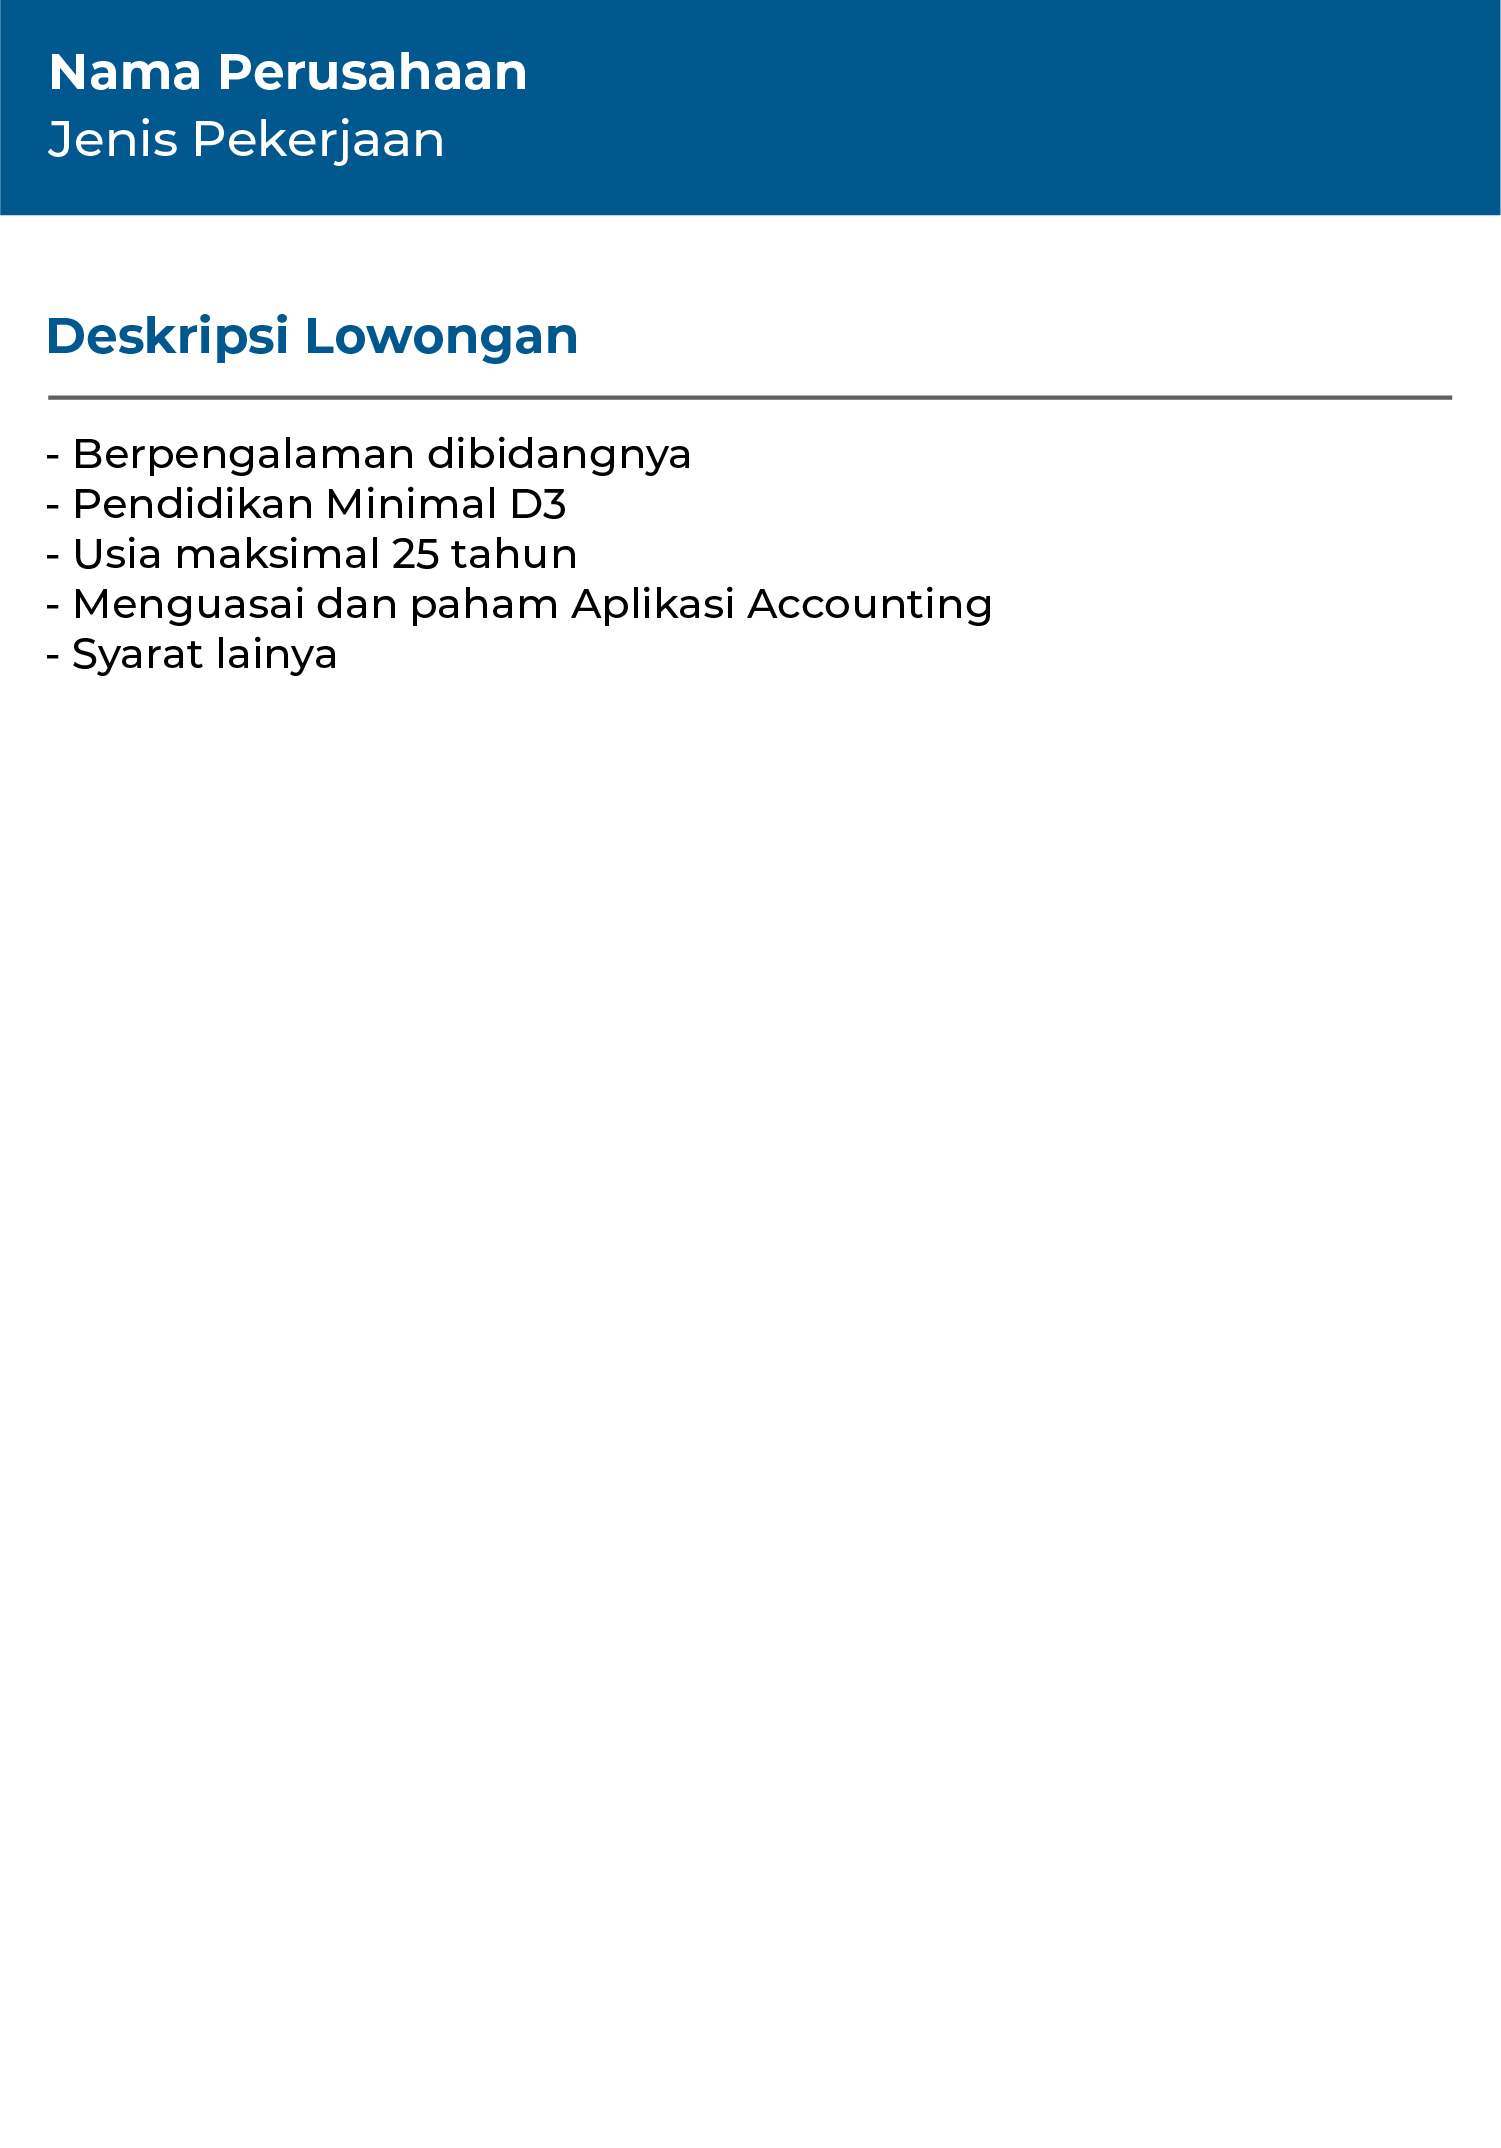 Nama Perusahaan
Jenis Pekerjaan
Deskripsi Lowongan
- Berpengalaman dibidangnya
- Pendidikan Minimal D3
- Usia maksimal 25 tahun
- Menguasai dan paham Aplikasi Accounting
- Syarat lainya